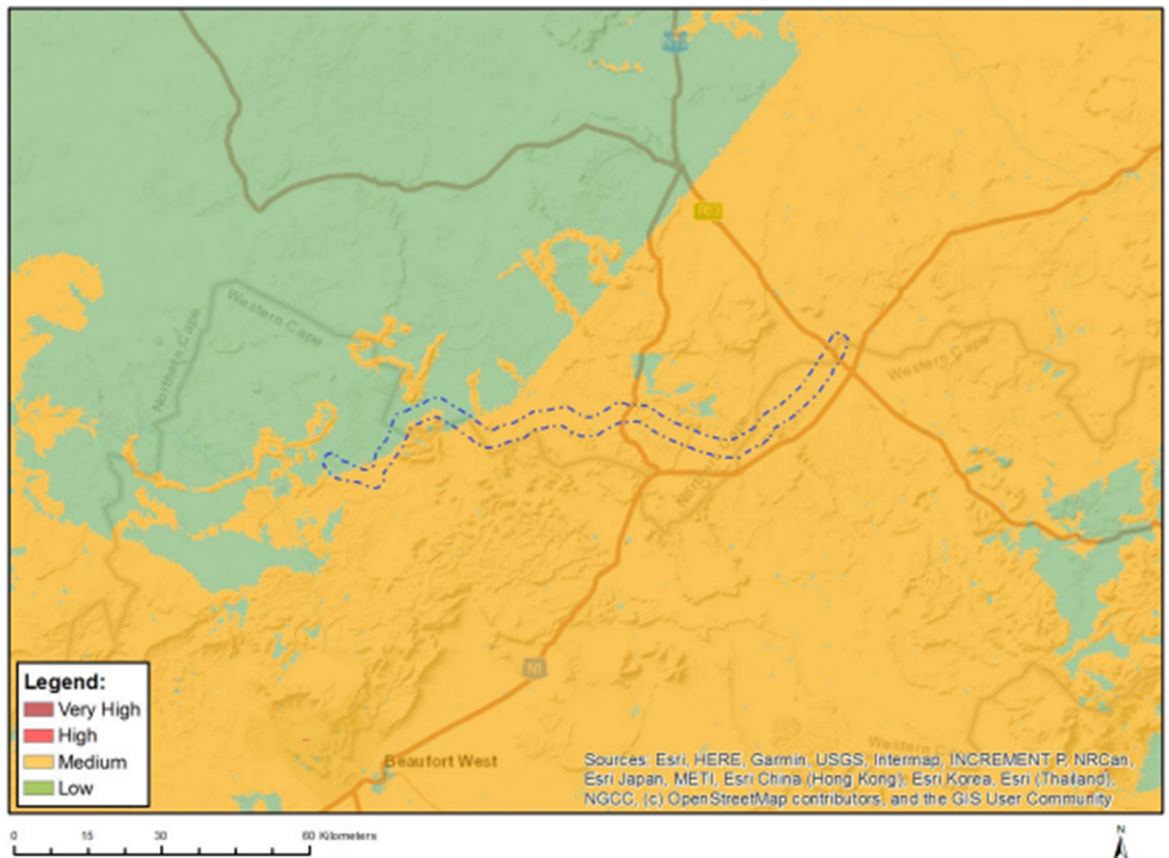 N12
R63
Western Cape
Northern Cape
Western Cape
Northern Cape
N1
Legend:
Very High
High
Medium
Low
Beaufort West
Western C
Sources: Esri, HERE, Garmin, USGS, Intermap, INCREMENT P, NRCan,
Esri Japan, METI, Esri China (Hong Kong), Esri Korea, Esri (Thailand),
NGCC, (c) OpenStreetMap contributors, and the GIS User Community
0 15 30 60 Kilometers
N